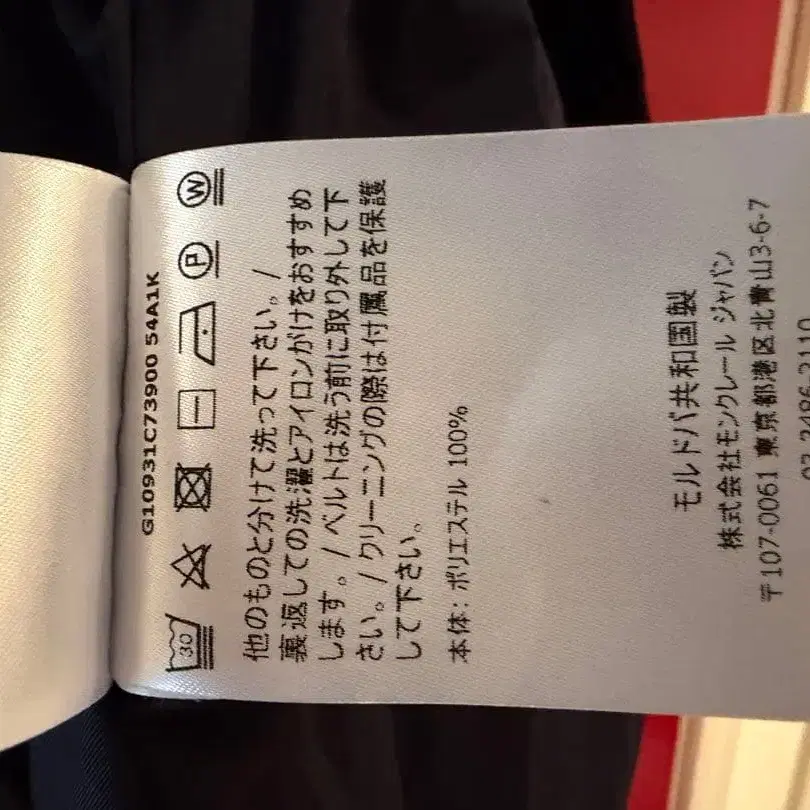 G10931C73900 54A1K
30 P W
他のものと分けて洗って下さい。/
裏返しての洗濯とアイロンがけをおすすめ
します。/ ベルトは洗う前に取り外して下
さい。/ クリーニングの際は付属品を保護
して下さい。
本体: ポリエステル 100%
モルドバ共和国製
株式会社モンクレール ジャパン
〒107-0061 東京都港区北青山3-6-7